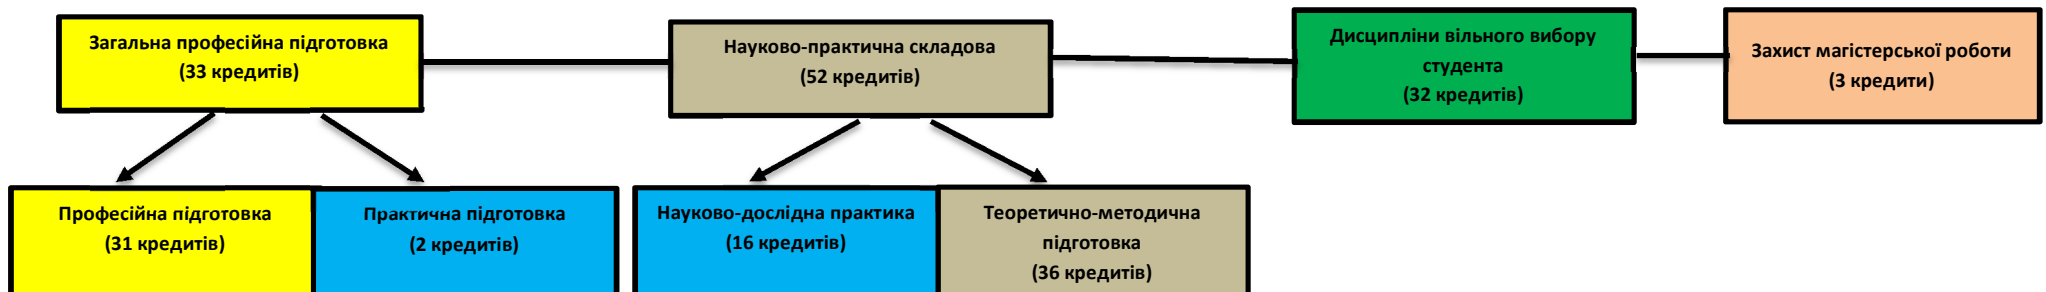 Загальна професійна підготовка
(33 кредитів)
Науково-практична складова
(52 кредитів)
Дисципліни вільного вибору
студента
(32 кредитів)
Захист магістерської роботи
(3 кредити)
Професійна підготовка
(31 кредитів)
Практична підготовка
(2 кредитів)
Науково-дослідна практика
(16 кредитів)
Теоретично-методична
підготовка
(36 кредитів)